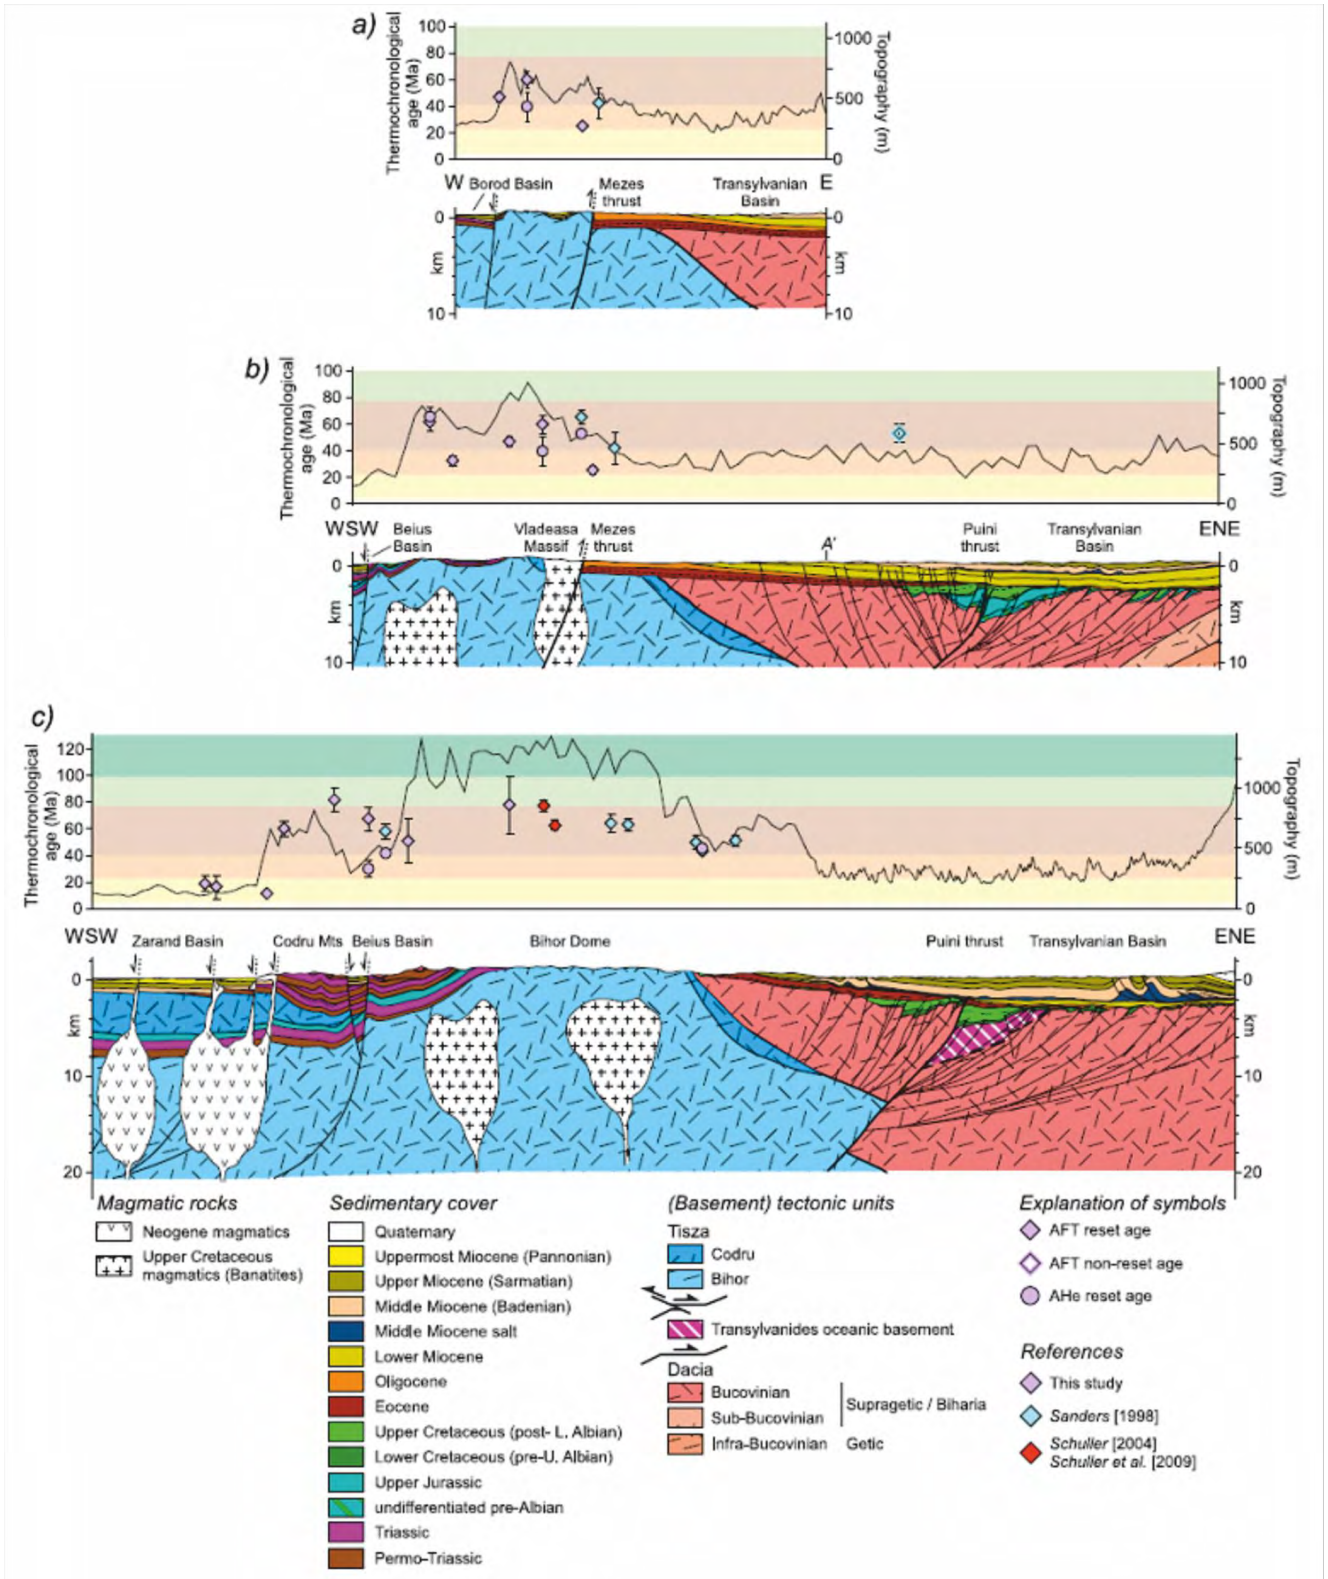 a)
Thermochronological
age (Ma)
100
80
60
40
20
0
1000
500
0
Topography (m)
W
Borod Basin
Mezes
thrust
Transylvanian
Basin
E
0
km
10
0
km
10
b)
Thermochronological
age (Ma)
100
80
60
40
20
0
1000
500
0
Topography (m)
WSW
Beius
Basin
Vladeasa
Massif
Mezes
thrust
A'
Puini
thrust
Transylvanian
Basin
ENE
0
km
10
0
km
10
c)
Thermochronological
age (Ma)
120
100
80
60
40
20
0
1000
500
0
Topography (m)
WSW
Zarand Basin
Codru Mts
Beius Basin
Bihor Dome
Puini thrust
Transylvanian Basin
ENE
0
km
10
20
0
km
10
20
Magmatic rocks
Neogene magmatics
Upper Cretaceous
magmatics (Banatites)
Sedimentary cover
Quaternary
Uppermost Miocene (Pannonian)
Upper Miocene (Sarmatian)
Middle Miocene (Badenian)
Middle Miocene salt
Lower Miocene
Oligocene
Eocene
Upper Cretaceous (post- L. Albian)
Lower Cretaceous (pre-U. Albian)
Upper Jurassic
undifferentiated pre-Albian
Triassic
Permo-Triassic
(Basement) tectonic units
Tisza
Codru
Bihor
Transylvanides oceanic basement
Dacia
Bucovinian
Sub-Bucovinian
Supragetic / Biharia
Infra-Bucovinian
Getic
Explanation of symbols
AFT reset age
AFT non-reset age
AHe reset age
References
This study
Sanders [1998]
Schuller [2004]
Schuller et al. [2009]